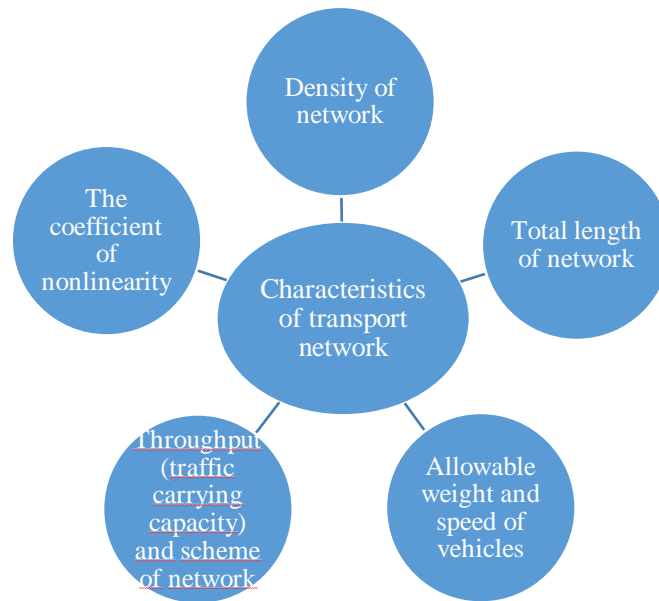 Density of
network
The
coefficient
of
nonlinearity
Total length
of network
Characteristics
of transport
network
Throughput
(traffic
carrying
capacity)
and scheme
of network
Allowable
weight and
speed of
vehicles